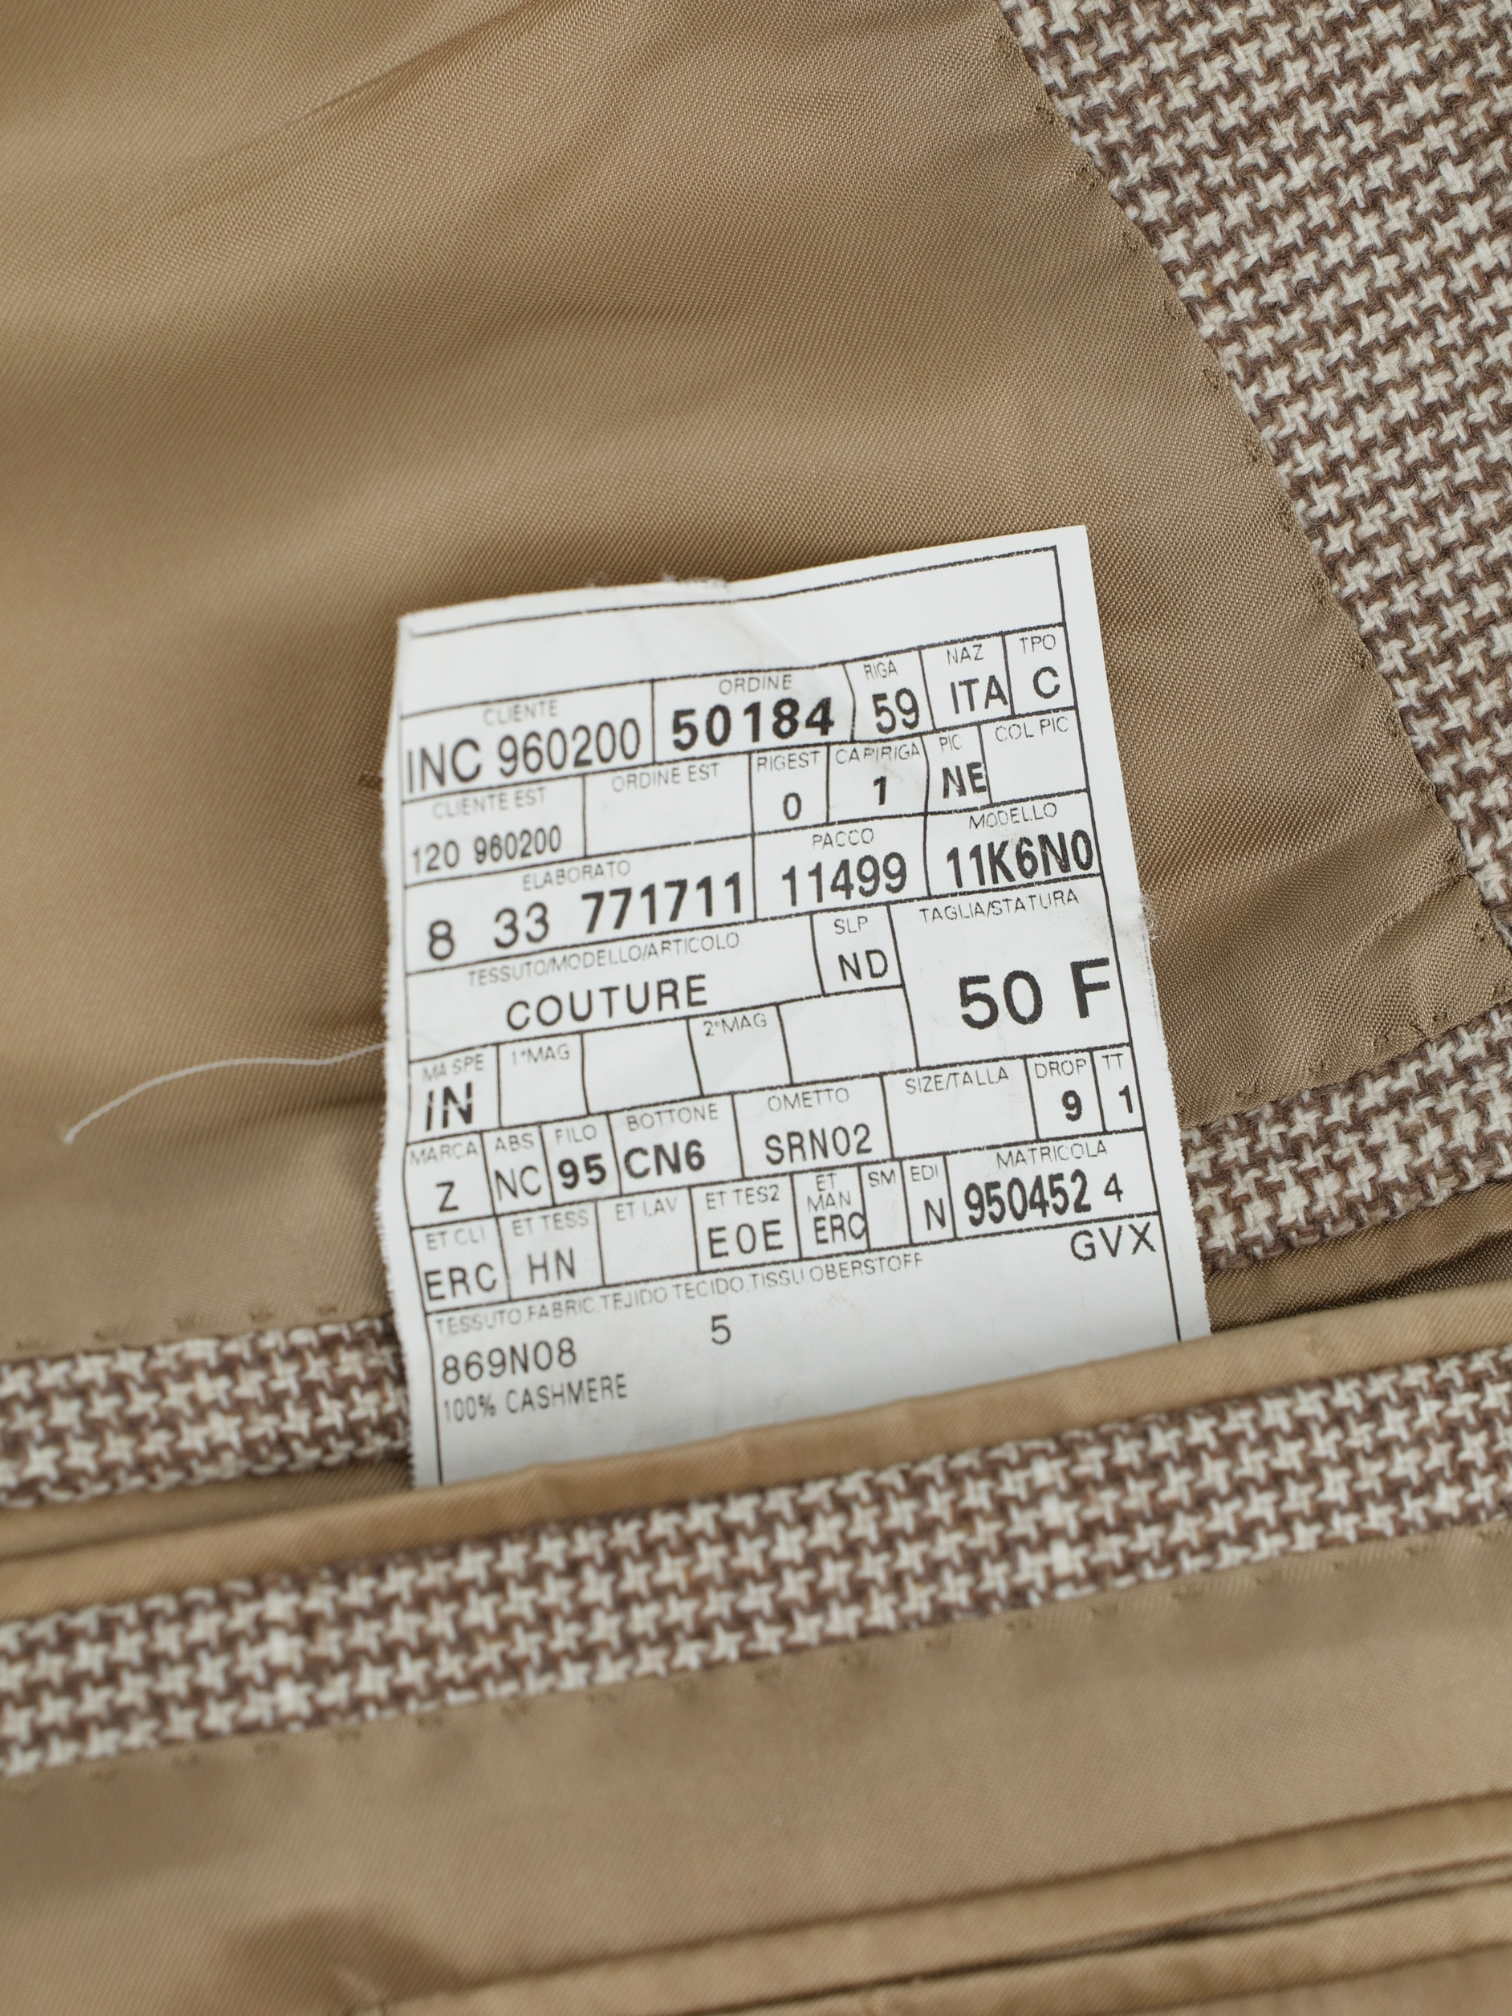 CLIENTE ORDINE RIGA NAZ TPO
INC 960200 50184 59 ITA C
CLIENTE EST ORDINE EST RIGEST CAP/RIGA PIC COL PIC
120 960200 0 1 NE
ELABORATO PACCO MODELLO
8 33 771711 11499 11K6N0
TESSUTO/MODELLO/ARTICOLO SLP TAGLIA/STATURA
COUTURE ND 50 F
MA SPE 1°MAG 2°MAG SIZE/TALLA DROP TT
IN 9 1
MARCA ABS FILO BOTTONE OMETTO MATRICOLA
Z NC 95 CN6 SRN02 950452 4
ET CLI ET TESS ET LAV ET TES2 ET MAN SM EDI
ERC HN E0E ERC N
TESSUTO,FABRIC,TEJIDO TECIDO,TISSU OBERSTOFF GVX
869N08 5
100% CASHMERE